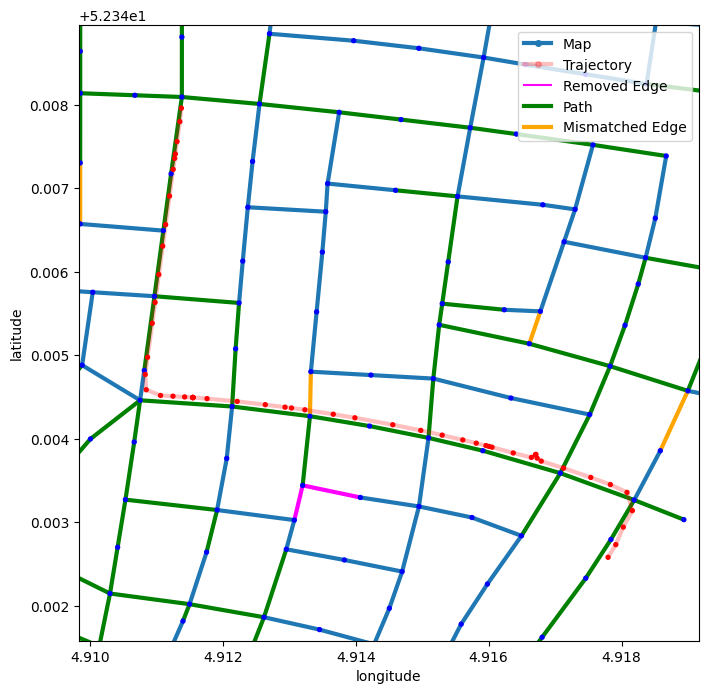 +5.234e1
Map
Trajectory
Removed Edge
Path
Mismatched Edge
0.008
0.007
0.006
0.005
0.004
0.003
0.002
latitude
4.910 4.912 4.914 4.916 4.918
longitude